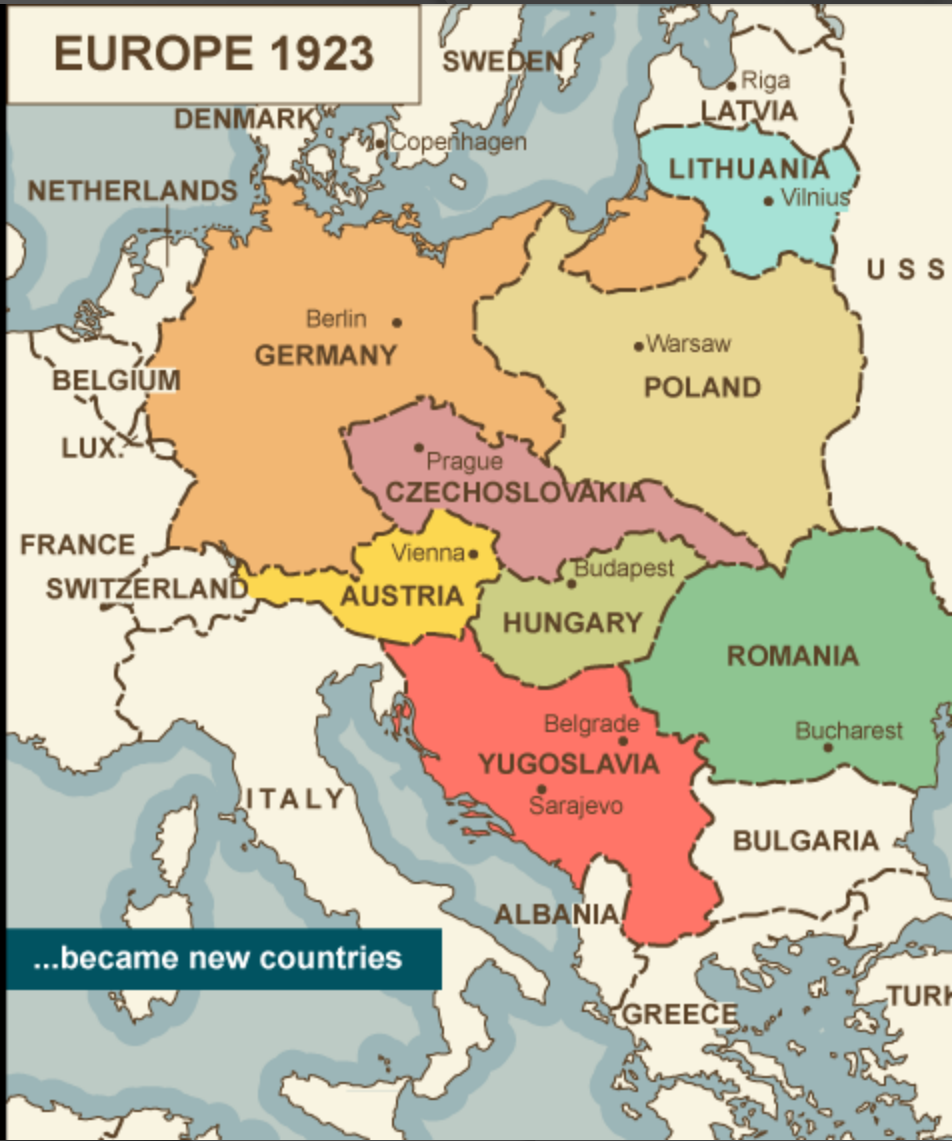 EUROPE 1923
SWEDEN
Riga
LATVIA
DENMARK
Copenhagen
LITHUANIA
Vilnius
NETHERLANDS
U S S
Berlin
GERMANY
Warsaw
POLAND
BELGIUM
LUX.
Prague
CZECHOSLOVAKIA
FRANCE
Vienna
Budapest
SWITZERLAND
AUSTRIA
HUNGARY
ROMANIA
Belgrade
Bucharest
YUGOSLAVIA
ITALY
Sarajevo
BULGARIA
ALBANIA
...became new countries
TURK
GREECE